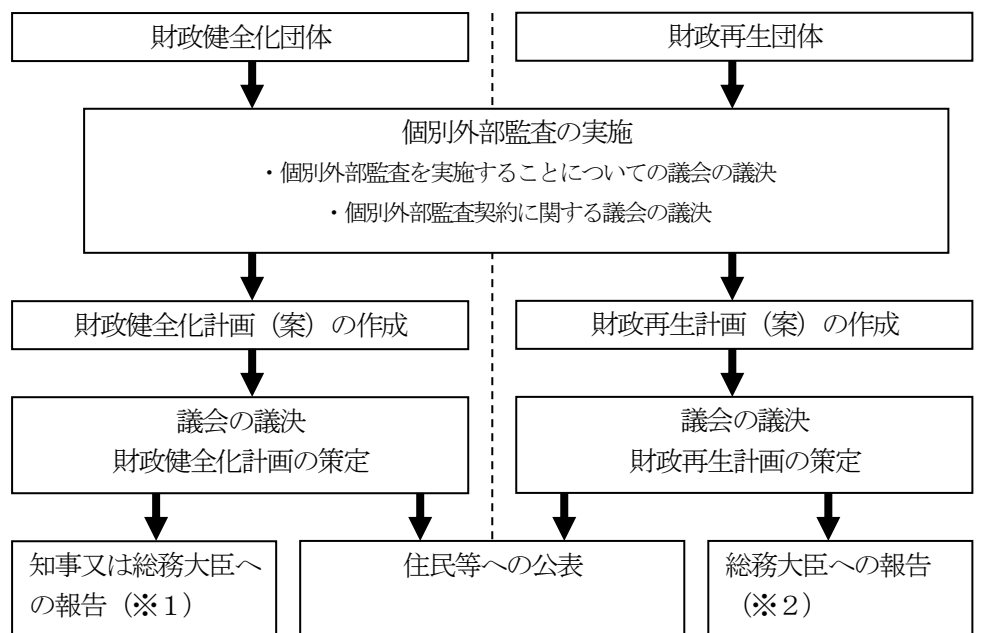 財政健全化団体
財政再生団体
個別外部監査の実施
・個別外部監査を実施することについての議会の議決
・個別外部監査契約に関する議会の議決
財政健全化計画（案）の作成
財政再生計画（案）の作成
議会の議決
財政健全化計画の策定
議会の議決
財政再生計画の策定
知事又は総務大臣へ
の報告（※１）
住民等への公表
総務大臣への報告
（※２）